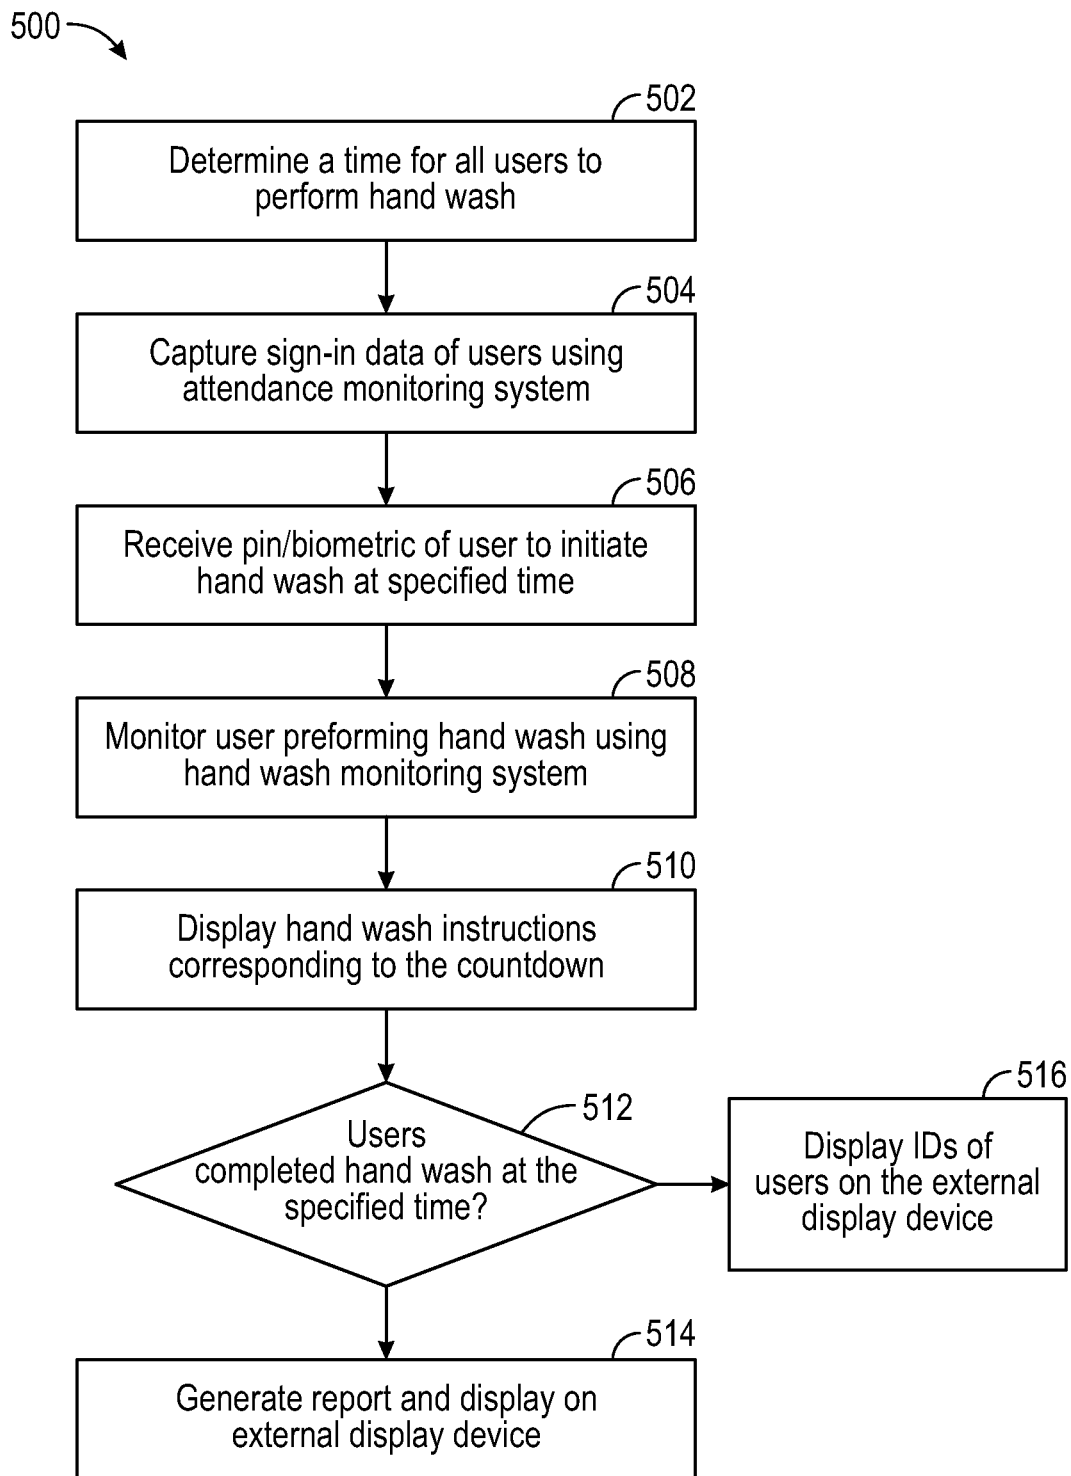 500
502
Determine a time for all users to
perform hand wash
504
Capture sign-in data of users using
attendance monitoring system
506
Receive pin/biometric of user to initiate
hand wash at specified time
508
Monitor user preforming hand wash using
hand wash monitoring system
510
Display hand wash instructions
corresponding to the countdown
512
Users
completed hand wash at the
specified time?
516
Display IDs of
users on the external
display device
514
Generate report and display on
external display device